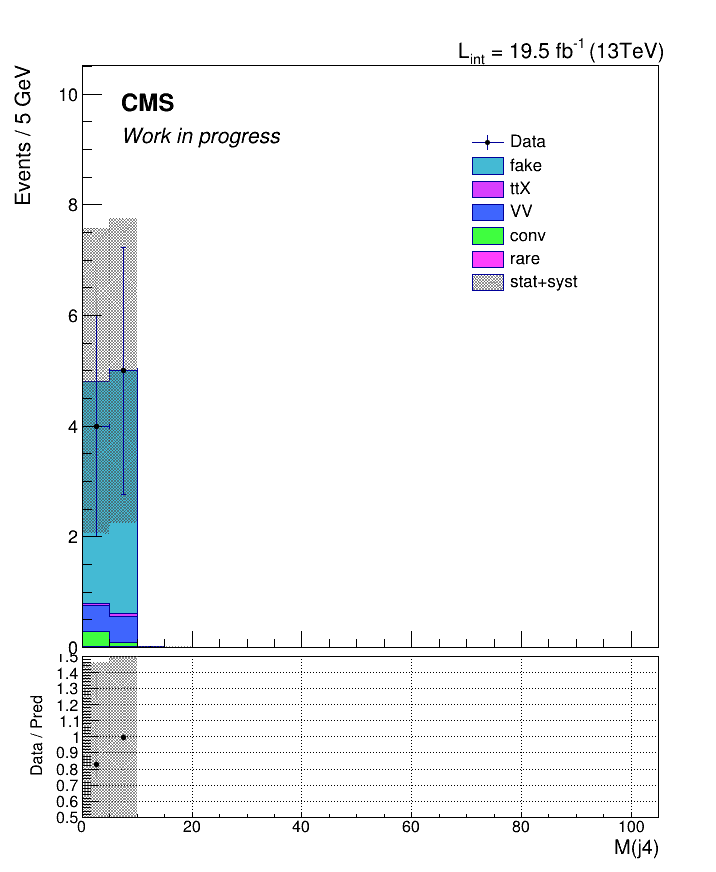 L_int = 19.5 fb^-1 (13TeV)
Events / 5 GeV
10
8
6
4
2
0
CMS
Work in progress
Data
fake
ttX
VV
conv
rare
stat+syst
Data / Pred
1.5
1.4
1.3
1.2
1.1
1
0.9
0.8
0.7
0.6
0.5
0 20 40 60 80 100
M(j4)